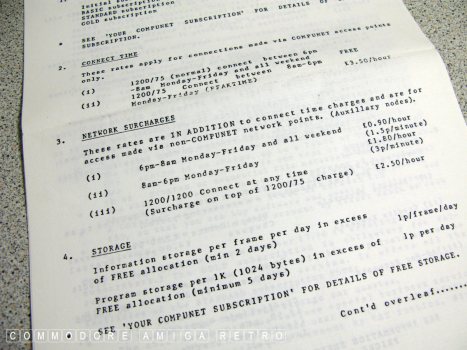 BASIC subscription
STANDARD subscription
GOLD subscription
* SEE 'YOUR COMPUNET SUBSCRIPTION' FOR DETAILS OF
SUBSCRIPTION.
2. CONNECT TIME
These rates apply for connections made via COMPUNET access points
only.
(i) 1200/75 (normal) connect between 6pm
-8am Monday-Friday and all weekend FREE
(ii) 1200/75 Connect between 8am-6pm
Monday-Friday (PEAKTIME) £3.50/hour
3. NETWORK SURCHARGES
These rates are IN ADDITION to connect time charges and are for
access made via non-COMPUNET network points. (Auxillary nodes).
(i) 6pm-8am Monday-Friday and all weekend £0.90/hour
(1.5p/minute)
(ii) 8am-6pm Monday-Friday £1.80/hour
(3p/minute)
(iii) 1200/1200 Connect at any time £2.50/hour
(Surcharge on top of 1200/75 charge)
4. STORAGE
Information storage per frame per day in excess 1p/frame/day
of FREE allocation (min 2 days)
Program storage per 1K (1024 bytes) in excess of 1p per day
FREE allocation (minimum 5 days)
SEE 'YOUR COMPUNET SUBSCRIPTION' FOR DETAILS OF FREE STORAGE.
Cont'd overleaf.......
COMMODORE AMIGA RETRO